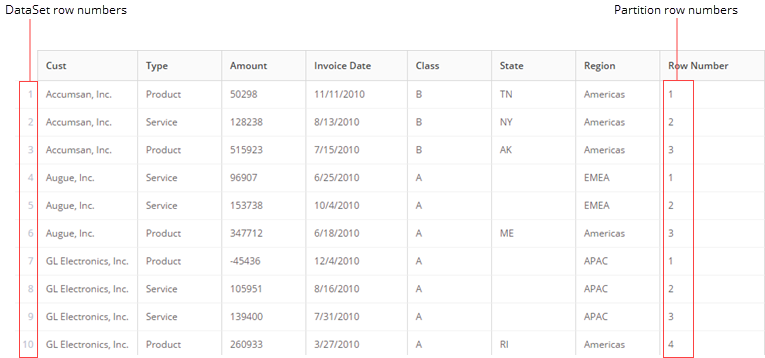 DataSet row numbers Partition row numbers
Cust Type Amount Invoice Date Class State Region Row Number
1 Accumsan, Inc. Product 50298 11/11/2010 B TN Americas 1
2 Accumsan, Inc. Service 128238 8/13/2010 B NY Americas 2
3 Accumsan, Inc. Product 515923 7/15/2010 B AK Americas 3
4 Augue, Inc. Service 96907 6/25/2010 A EMEA 1
5 Augue, Inc. Service 153738 10/4/2010 A EMEA 2
6 Augue, Inc. Product 347712 6/18/2010 A ME Americas 3
7 GL Electronics, Inc. Product -45436 12/4/2010 A APAC 1
8 GL Electronics, Inc. Service 105951 8/16/2010 A APAC 2
9 GL Electronics, Inc. Service 139400 7/31/2010 A APAC 3
10 GL Electronics, Inc. Product 260933 3/27/2010 A RI Americas 4